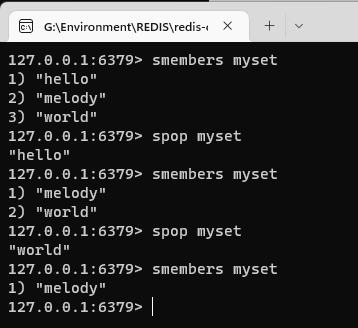 G:\Environment\REDIS\redis-c
127.0.0.1:6379> smembers myset
1) "hello"
2) "melody"
3) "world"
127.0.0.1:6379> spop myset
"hello"
127.0.0.1:6379> smembers myset
1) "melody"
2) "world"
127.0.0.1:6379> spop myset
"world"
127.0.0.1:6379> smembers myset
1) "melody"
127.0.0.1:6379>